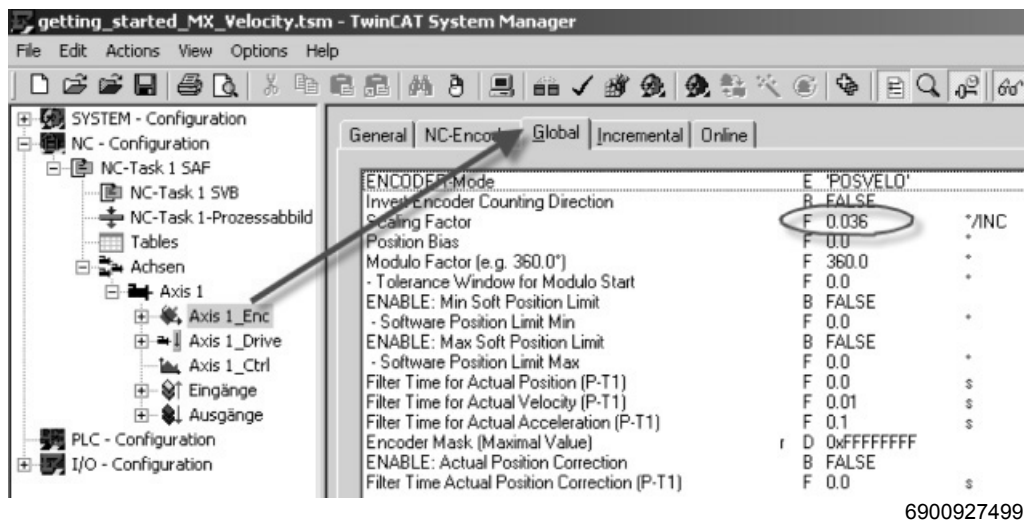 getting_started_MX_Velocity.tsm - TwinCAT System Manager
File Edit Actions View Options Help
SYSTEM - Configuration
NC - Configuration
NC-Task 1 SAF
NC-Task 1 SVB
NC-Task 1-Prozessabbild
Tables
Achsen
Axis 1
Axis 1_Enc
Axis 1_Drive
Axis 1_Ctrl
Eingänge
Ausgänge
PLC - Configuration
I/O - Configuration
General NC-Encod Global Incremental Online
ENCODER-Mode E 'POSVELO'
Invert Encoder Counting Direction B FALSE
Scaling Factor F 0.036 °/INC
Position Bias F 0.0 °
Modulo Factor (e.g. 360.0°) F 360.0 °
- Tolerance Window for Modulo Start F 0.0 °
ENABLE: Min Soft Position Limit B FALSE
- Software Position Limit Min F 0.0 °
ENABLE: Max Soft Position Limit B FALSE
- Software Position Limit Max F 0.0 °
Filter Time for Actual Position (P-T1) F 0.0 s
Filter Time for Actual Velocity (P-T1) F 0.01 s
Filter Time for Actual Acceleration (P-T1) F 0.1 s
Encoder Mask (Maximal Value) r D 0xFFFFFFFF
ENABLE: Actual Position Correction B FALSE
Filter Time Actual Position Correction (P-T1) F 0.0 s
6900927499